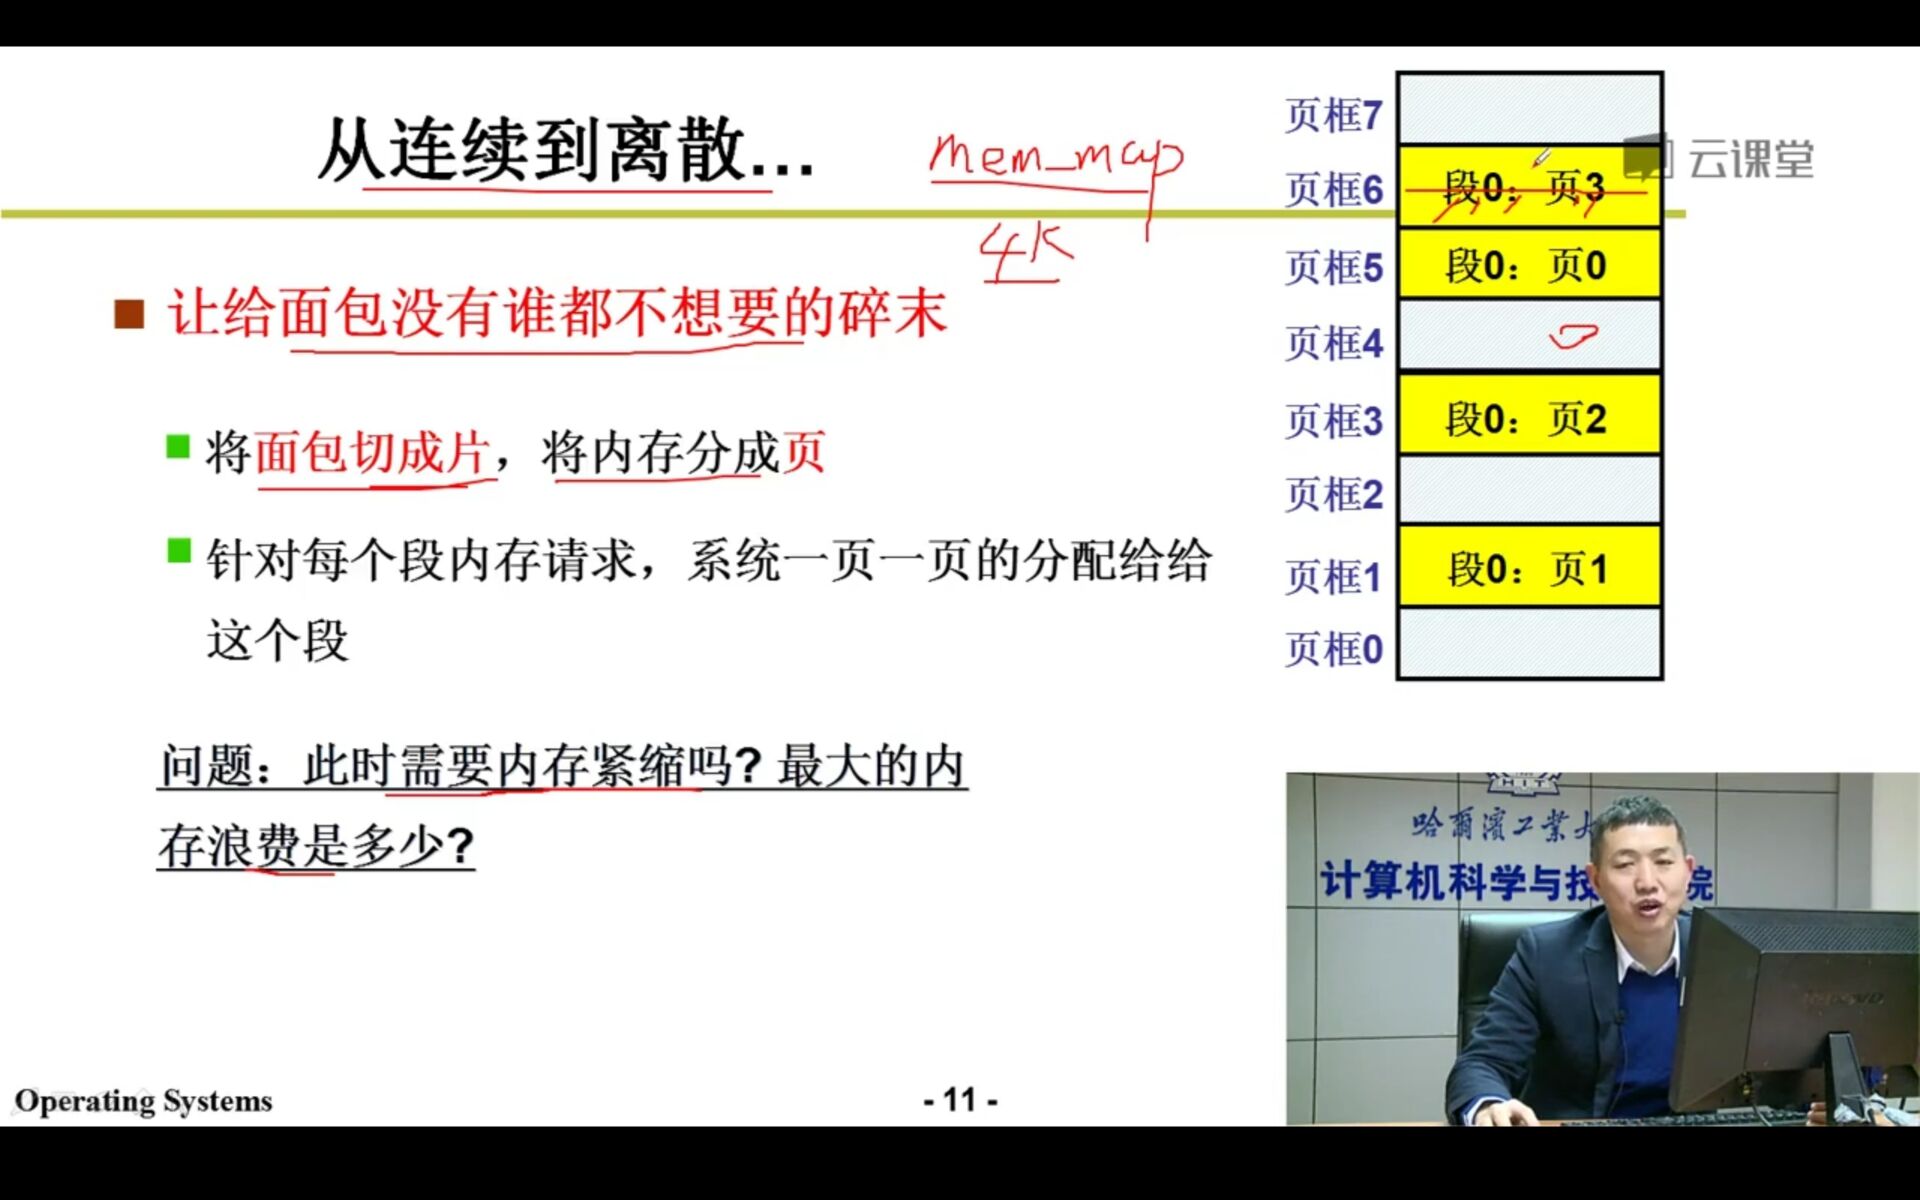 从连续到离散...
mem_map
4K
让给面包没有谁都不想要的碎末
将面包切成片，将内存分成页
针对每个段内存请求，系统一页一页的分配给给
这个段
问题：此时需要内存紧缩吗？最大的内
存浪费是多少？
页框7
页框6 段0：页3
页框5 段0：页0
页框4
页框3 段0：页2
页框2
页框1 段0：页1
页框0
云课堂
哈尔滨工业大
计算机科学与技 院
Operating Systems
- 11 -